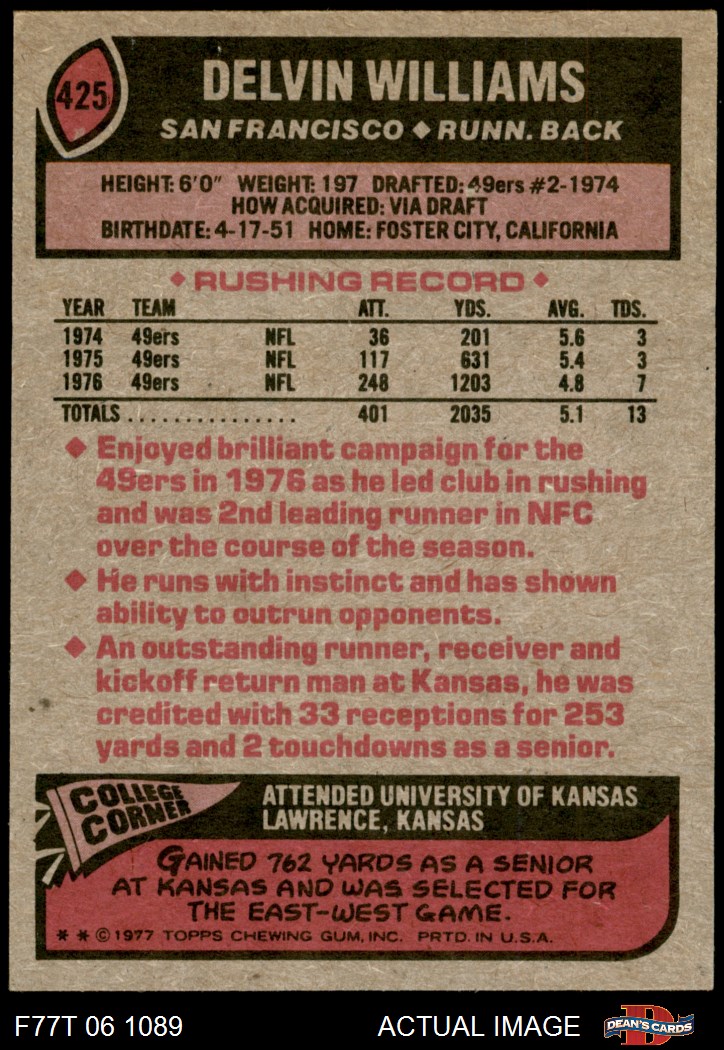 425
DELVIN WILLIAMS
SAN FRANCISCO ◆ RUNN. BACK
HEIGHT: 6'0" WEIGHT: 197 DRAFTED: 49ers #2-1974
HOW ACQUIRED: VIA DRAFT
BIRTHDATE: 4-17-51 HOME: FOSTER CITY, CALIFORNIA
◆ RUSHING RECORD ◆
YEAR TEAM ATT. YDS. AVG. TDS.
1974 49ers NFL 36 201 5.6 3
1975 49ers NFL 117 631 5.4 3
1976 49ers NFL 248 1203 4.8 7
TOTALS ................ 401 2035 5.1 13
◆ Enjoyed brilliant campaign for the
49ers in 1976 as he led club in rushing
and was 2nd leading runner in NFC
over the course of the season.
◆ He runs with instinct and has shown
ability to outrun opponents.
◆ An outstanding runner, receiver and
kickoff return man at Kansas, he was
credited with 33 receptions for 253
yards and 2 touchdowns as a senior.
COLLEGE
CORNER
ATTENDED UNIVERSITY OF KANSAS
LAWRENCE, KANSAS
GAINED 762 YARDS AS A SENIOR
AT KANSAS AND WAS SELECTED FOR
THE EAST-WEST GAME.
* * © 1977 TOPPS CHEWING GUM, INC. PRTD. IN U.S.A.
F77T 06 1089 ACTUAL IMAGE
D
DEAN'S CARDS